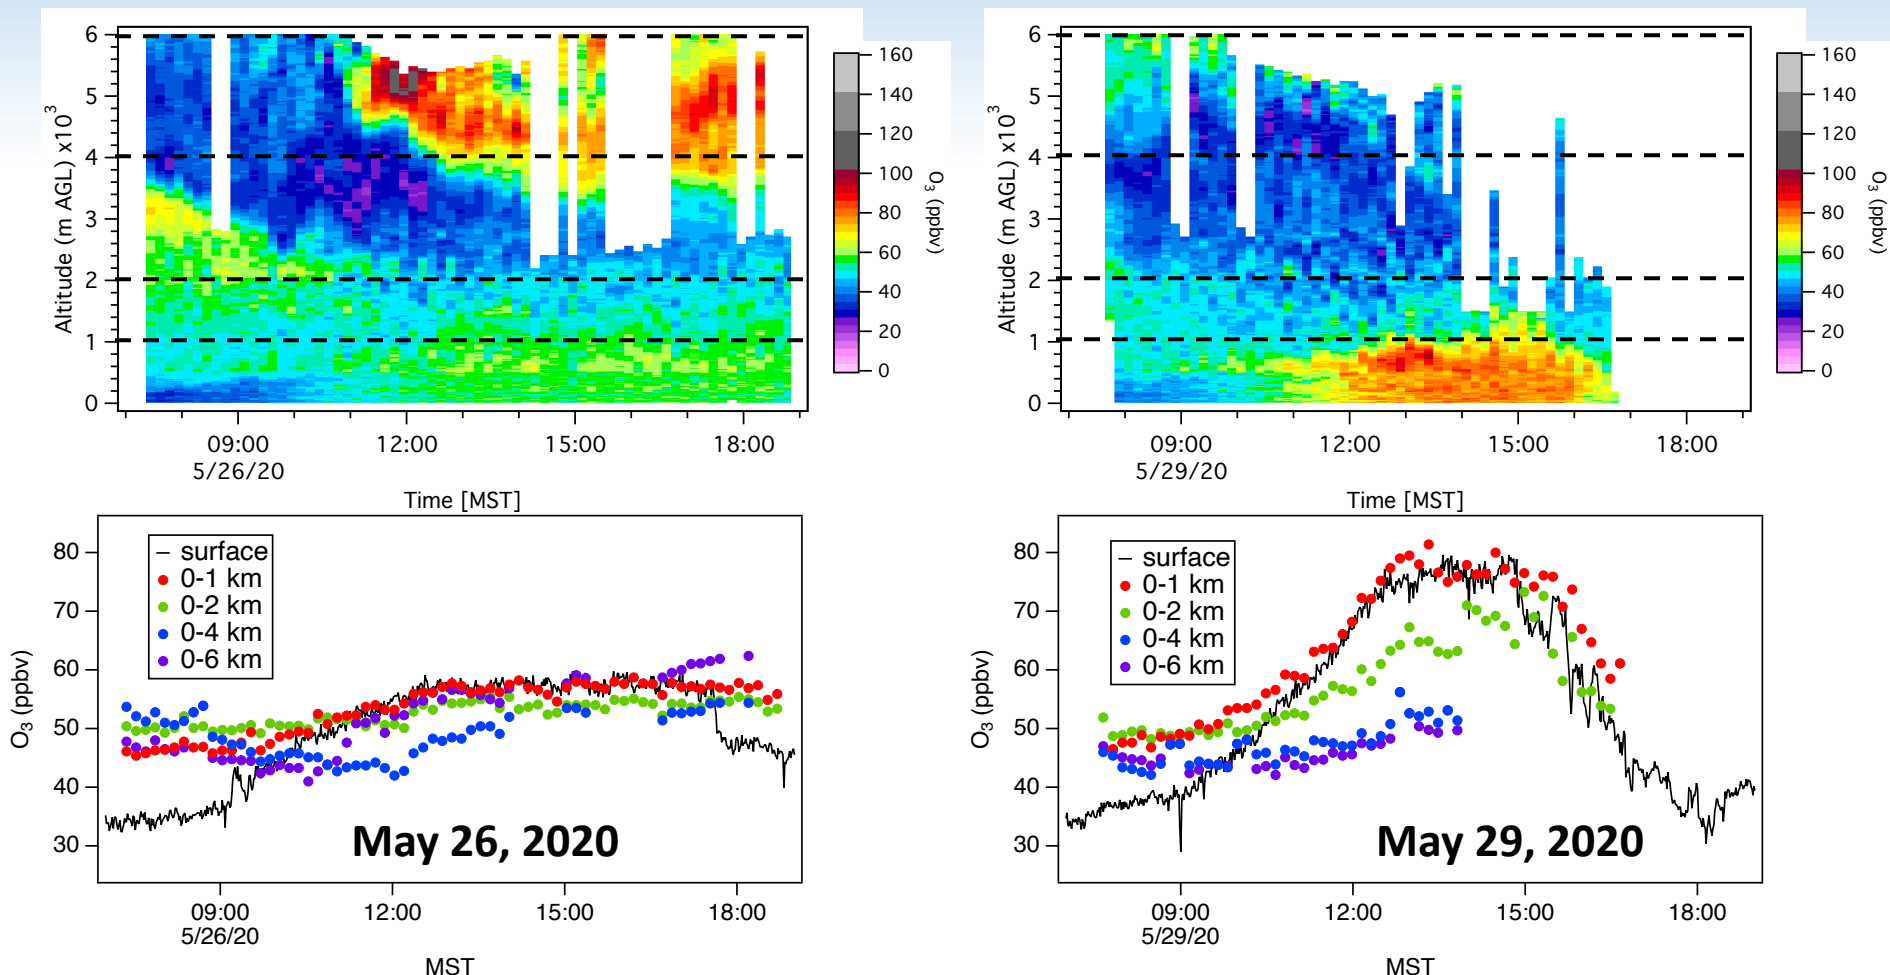 Altitude (m AGL) x10³
6
5
4
3
2
1
0
09:00
12:00
15:00
18:00
5/26/20
Time [MST]
160
140
120
100
80
60
40
20
0
O₃ (ppbv)
Altitude (m AGL) x10³
6
5
4
3
2
1
0
09:00
12:00
15:00
18:00
5/29/20
Time [MST]
160
140
120
100
80
60
40
20
0
O₃ (ppbv)
O₃ (ppbv)
80
70
60
50
40
30
surface
0-1 km
0-2 km
0-4 km
0-6 km
May 26, 2020
09:00
12:00
15:00
18:00
5/26/20
MST
O₃ (ppbv)
80
70
60
50
40
30
surface
0-1 km
0-2 km
0-4 km
0-6 km
May 29, 2020
09:00
12:00
15:00
18:00
5/29/20
MST